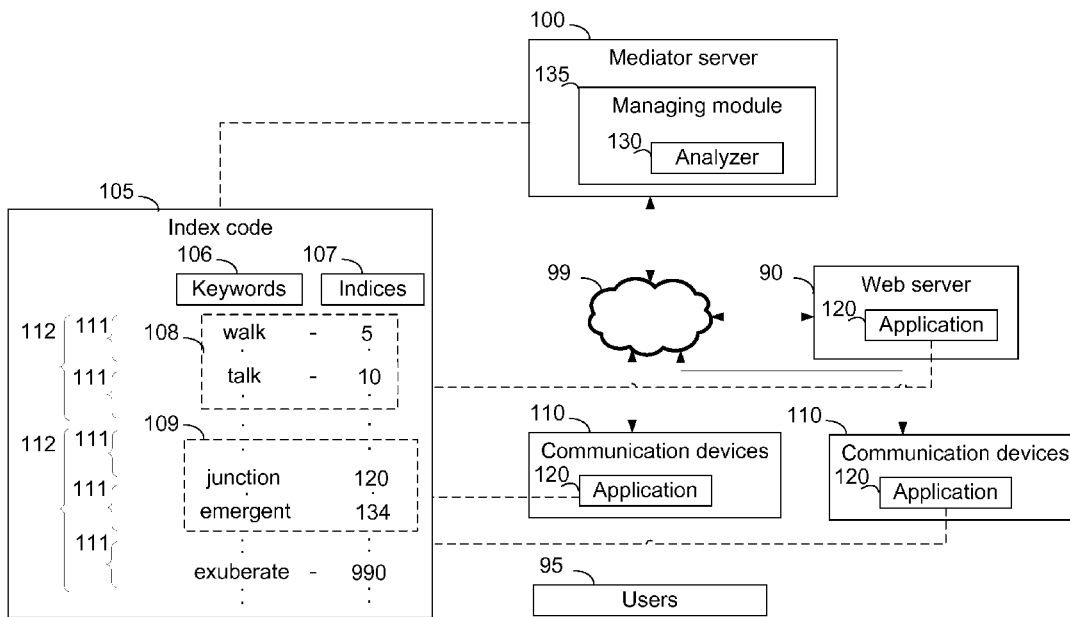 100
Mediator server
135
Managing module
130
Analyzer
105
Index code
106
107
Keywords
Indices
99
90
Web server
120
Application
112
111
108
walk - 5
111
talk - 10
112
111
109
junction 120
111
emergent 134
111
exuberate - 990
110
Communication devices
120
Application
110
Communication devices
120
Application
95
Users